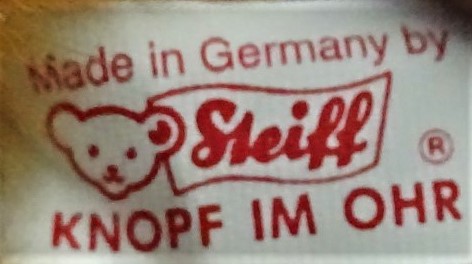 Made in Germany by
Steiff
®
KNOPF IM OHR